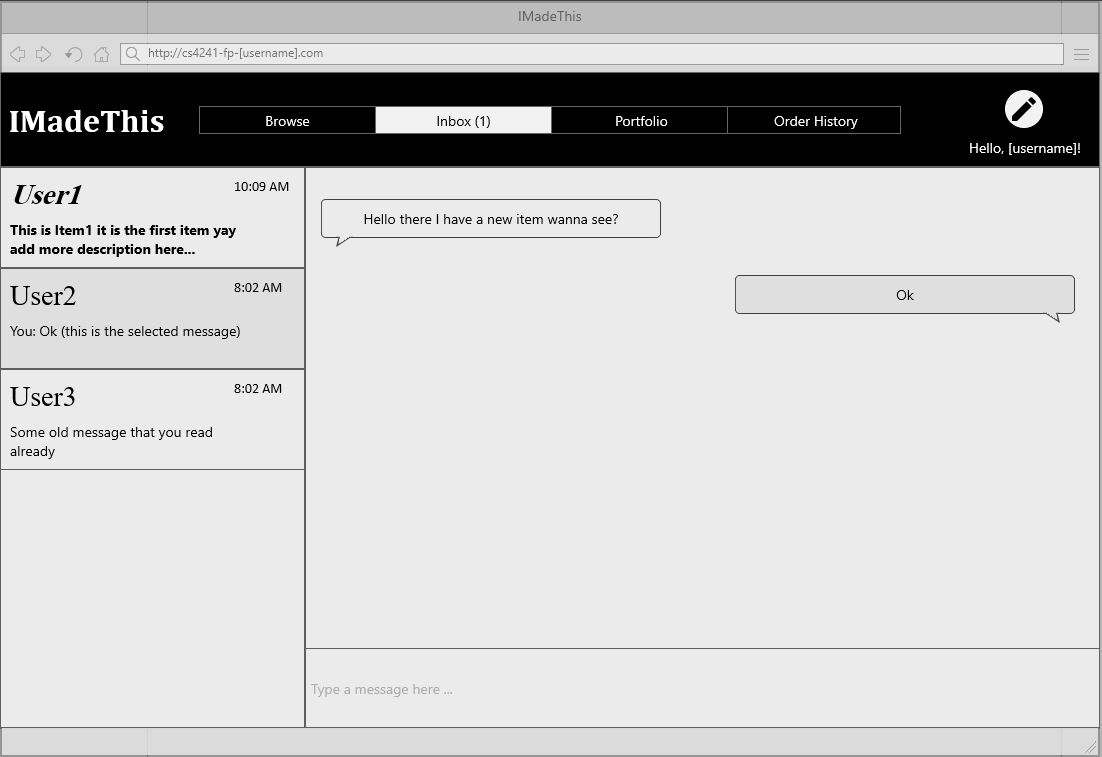 IMadeThis
http://cs4241-fp-[username].com
IMadeThis
Browse
Inbox (1)
Portfolio
Order History
Hello, [username]!
User1
10:09 AM
This is Item1 it is the first item yay
add more description here...
User2
8:02 AM
You: Ok (this is the selected message)
User3
8:02 AM
Some old message that you read
already
Hello there I have a new item wanna see?
Ok
Type a message here ...